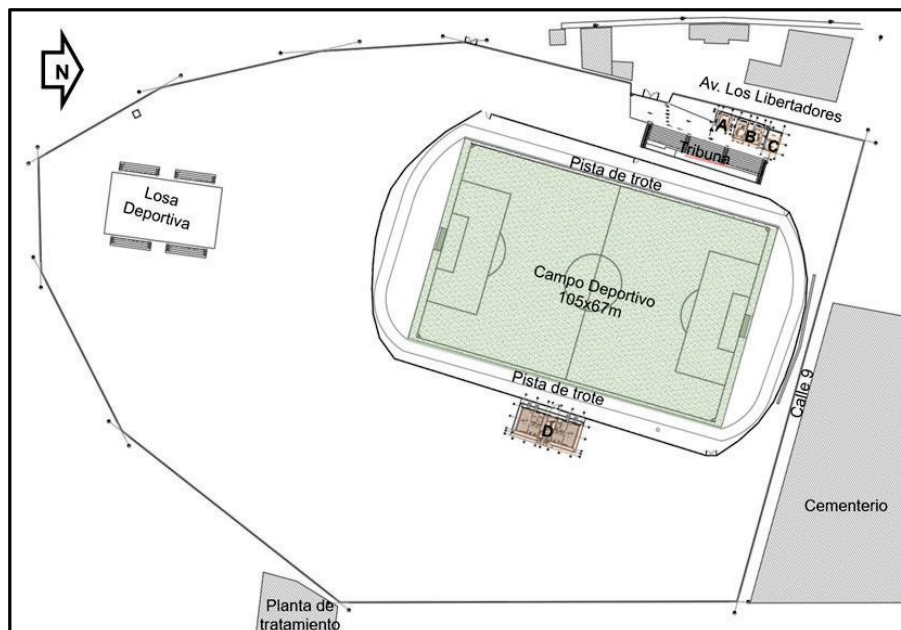 N
Av. Los Libertadores
A
B
C
Tribuna
Pista de trote
Losa
Deportiva
Campo Deportivo
105x67m
Pista de trote
Calle 9
D
Cementerio
Planta de
tratamiento